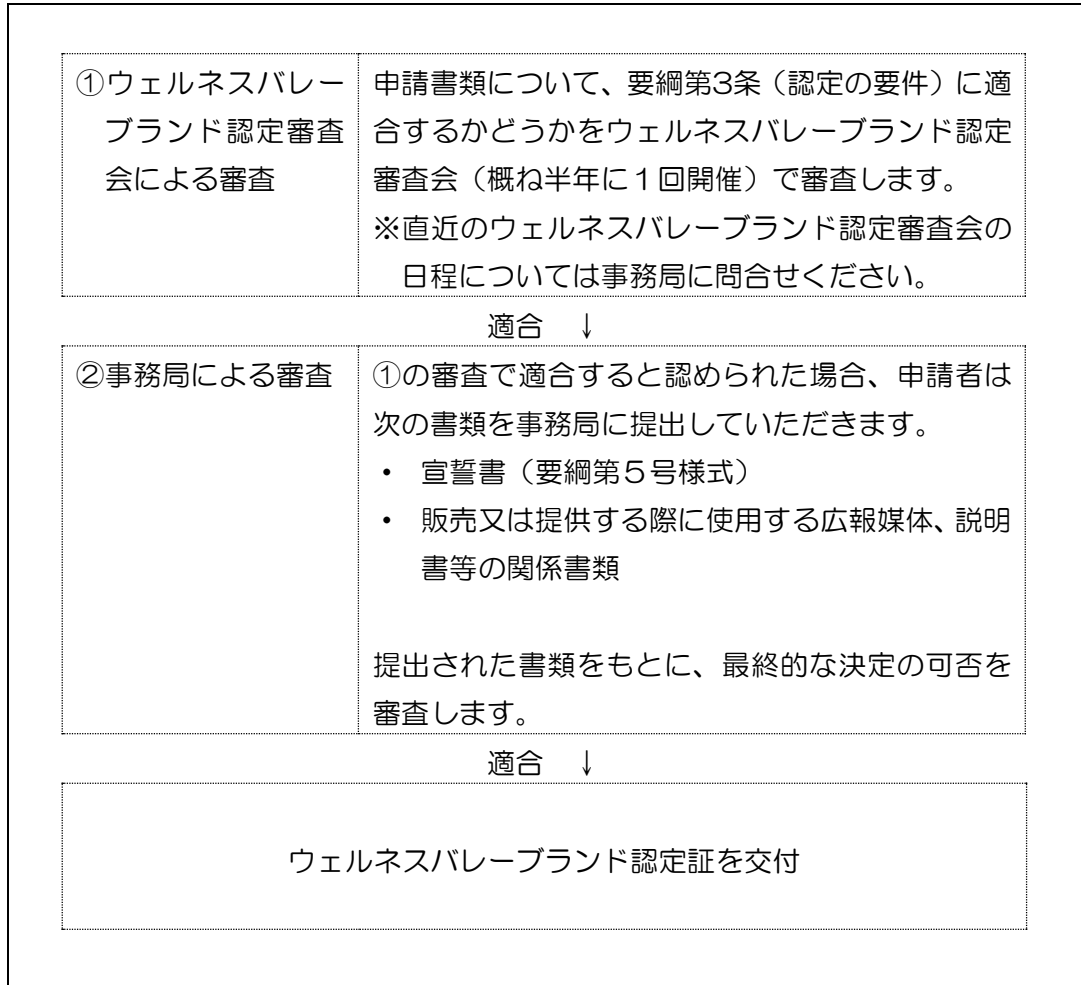 ①ウェルネスバレー
ブランド認定審査
会による審査
申請書類について、要綱第3条（認定の要件）に適
合するかどうかをウェルネスバレーブランド認定
審査会（概ね半年に１回開催）で審査します。
※直近のウェルネスバレーブランド認定審査会の
日程については事務局に問合せください。
適合　↓
②事務局による審査
①の審査で適合すると認められた場合、申請者は
次の書類を事務局に提出していただきます。
・ 宣誓書（要綱第５号様式）
・ 販売又は提供する際に使用する広報媒体、説明
書等の関係書類
提出された書類をもとに、最終的な決定の可否を
審査します。
適合　↓
ウェルネスバレーブランド認定証を交付